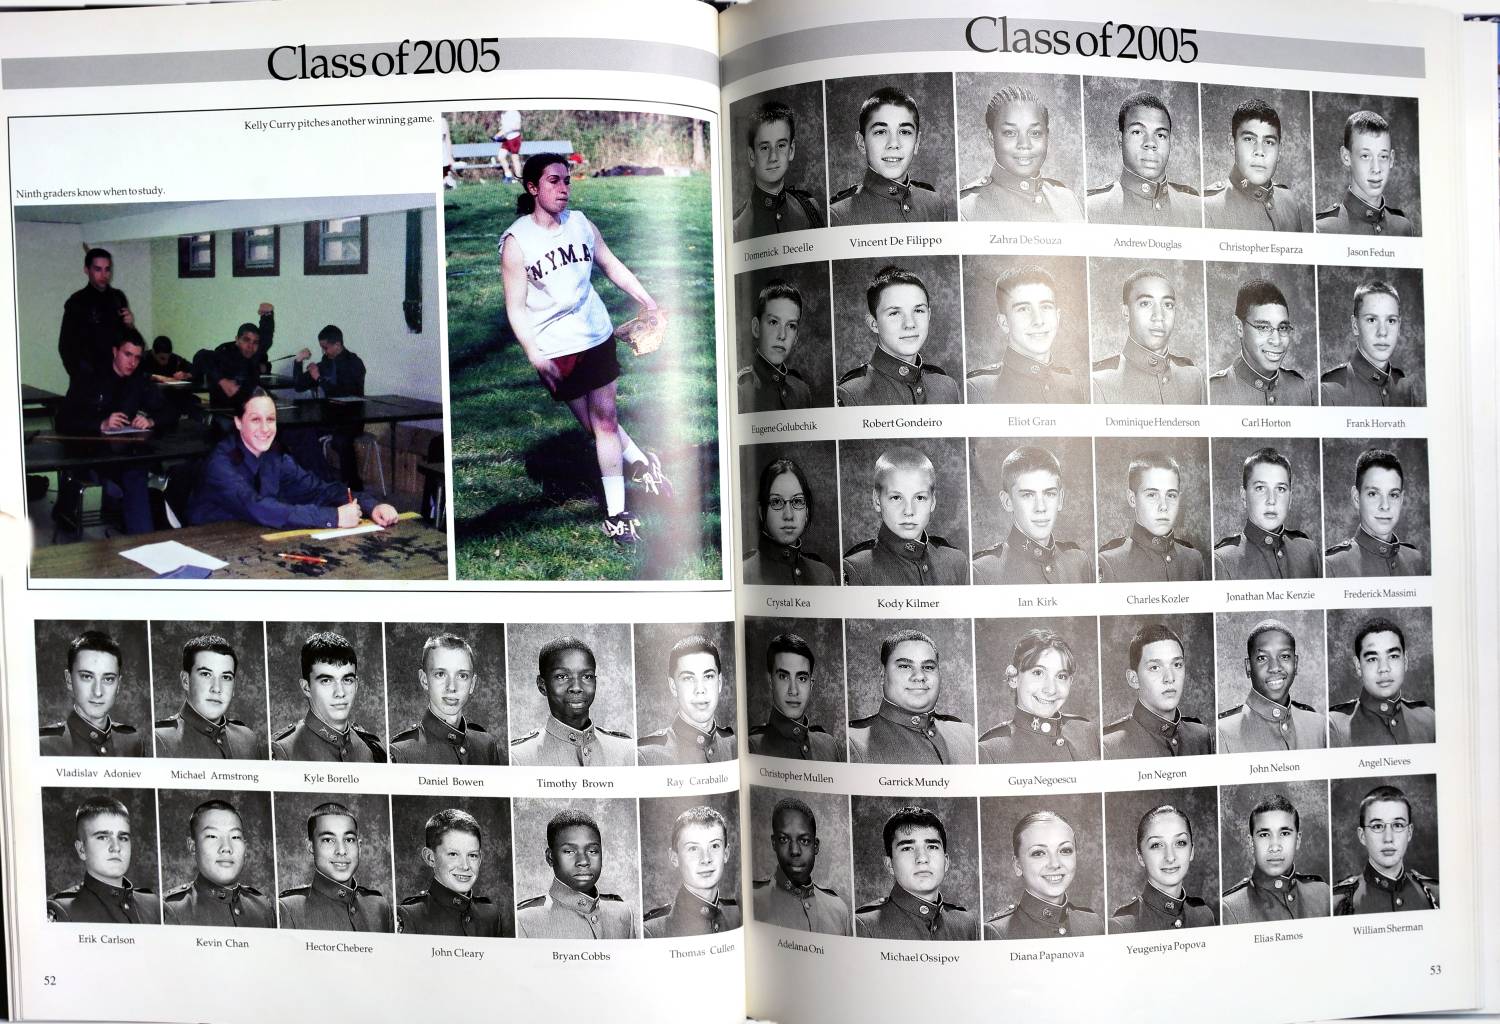 Class of 2005
Kelly Curry pitches another winning game.
Ninth graders know when to study.
N.Y.M.A
Vladislav Adoniev
Michael Armstrong
Kyle Borello
Daniel Bowen
Timothy Brown
Ray Caraballo
Erik Carlson
Kevin Chan
Hector Chebere
John Cleary
Bryan Cobbs
Thomas Cullen
52
Class of 2005
Domenick Decelle
Vincent De Filippo
Zahra De Souza
Andrew Douglas
Christopher Esparza
Jason Fedun
Eugene Golubchik
Robert Gondeiro
Eliot Gran
Dominique Henderson
Carl Horton
Frank Horvath
Crystal Kea
Kody Kilmer
Ian Kirk
Charles Kozler
Jonathan Mac Kenzie
Frederick Massimi
Christopher Mullen
Garrick Mundy
Guya Negoescu
Jon Negron
John Nelson
Angel Nieves
Adelana Oni
Michael Ossipov
Diana Papanova
Yeugeniya Popova
Elias Ramos
William Sherman
53